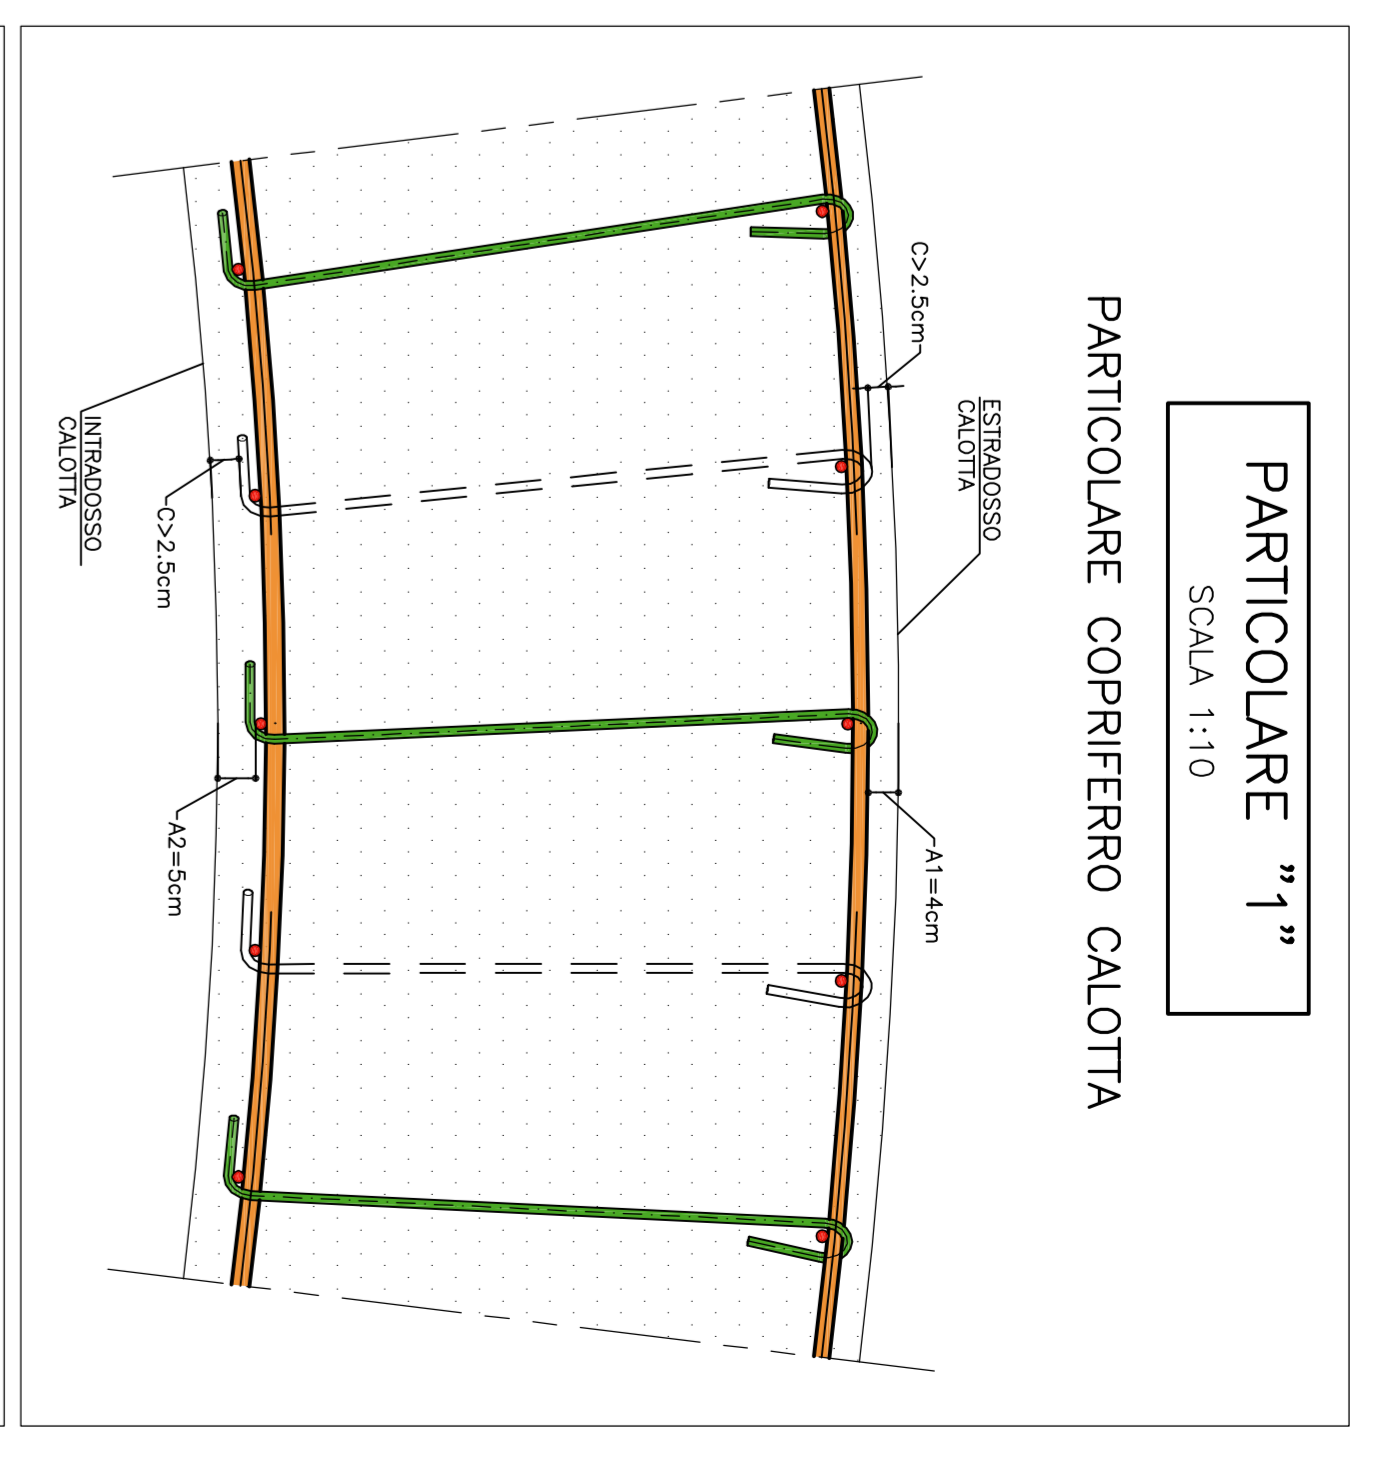 PARTICOLARE "1"
SCALA 1:10
PARTICOLARE COPRIFERRO CALOTTA
ESTRADOSSO
CALOTTA
C>2.5cm
A1=4cm
C>2.5cm
A2=5cm
INTRADOSSO
CALOTTA